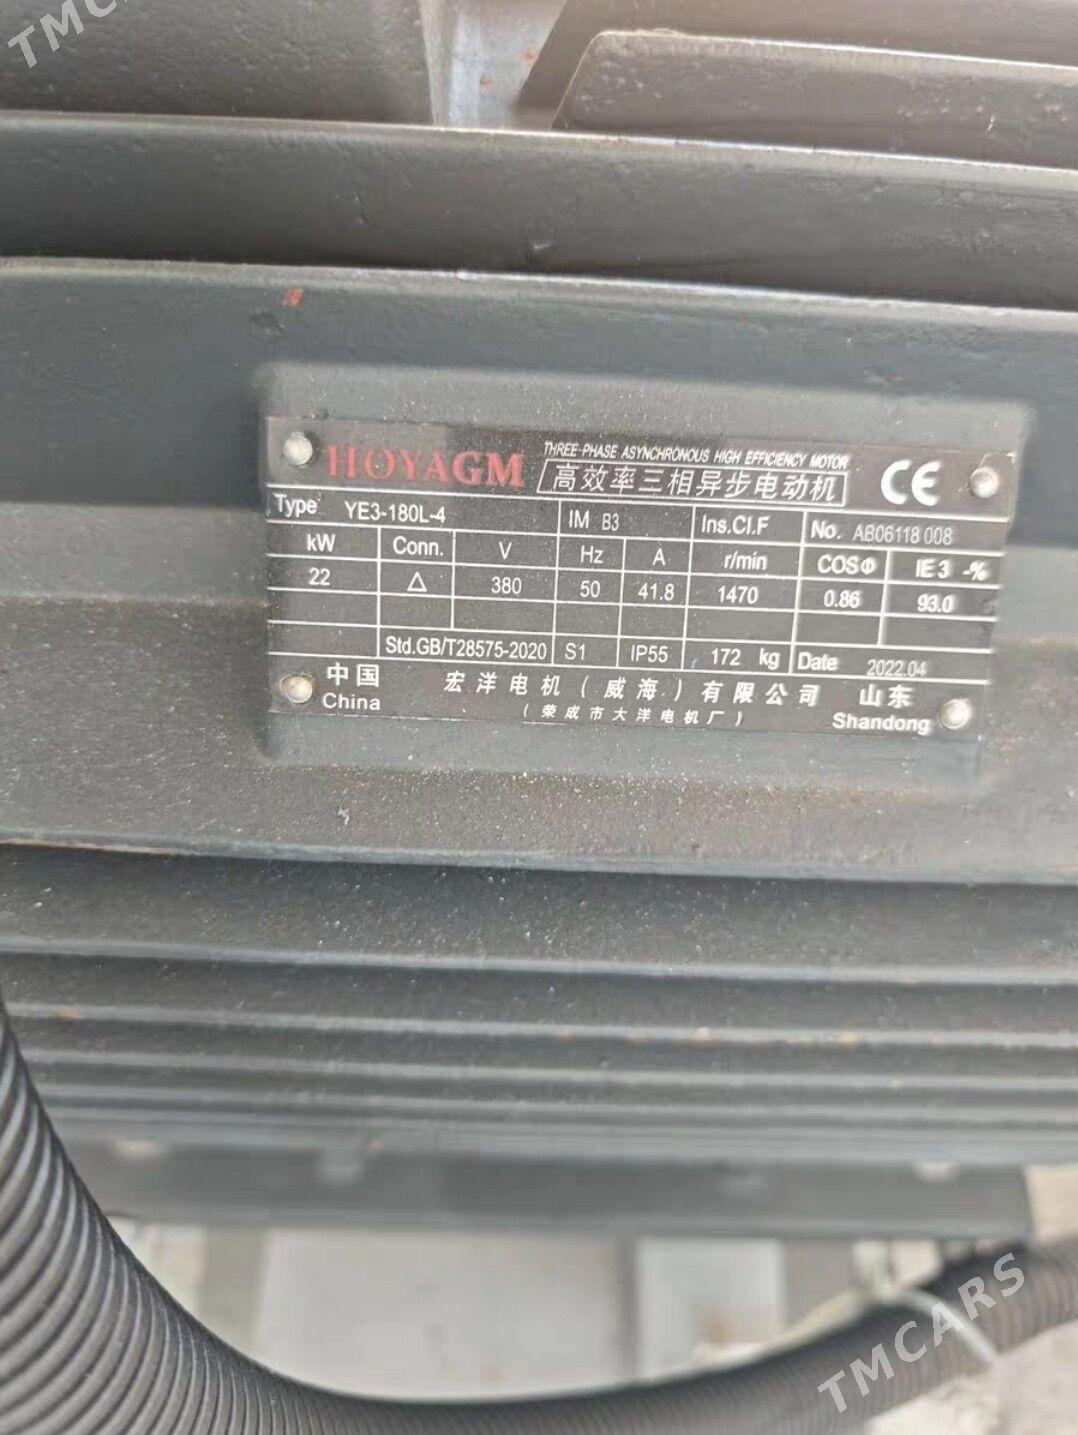 TMCARS
HOYAGM THREE-PHASE ASYNCHRONOUS HIGH EFFICIENCY MOTOR
高效率三相异步电动机 CE
Type YE3-180L-4 IM B3 Ins.Cl.F No. AB06118 008
kW Conn. V Hz A r/min COSΦ IE3 -%
22 △ 380 50 41.8 1470 0.86 93.0
Std.GB/T28575-2020 S1 IP55 172 kg Date 2022.04
中国 宏洋电机(威海)有限公司 山东
China (荣成市大洋电机厂) Shandong
TMCARS